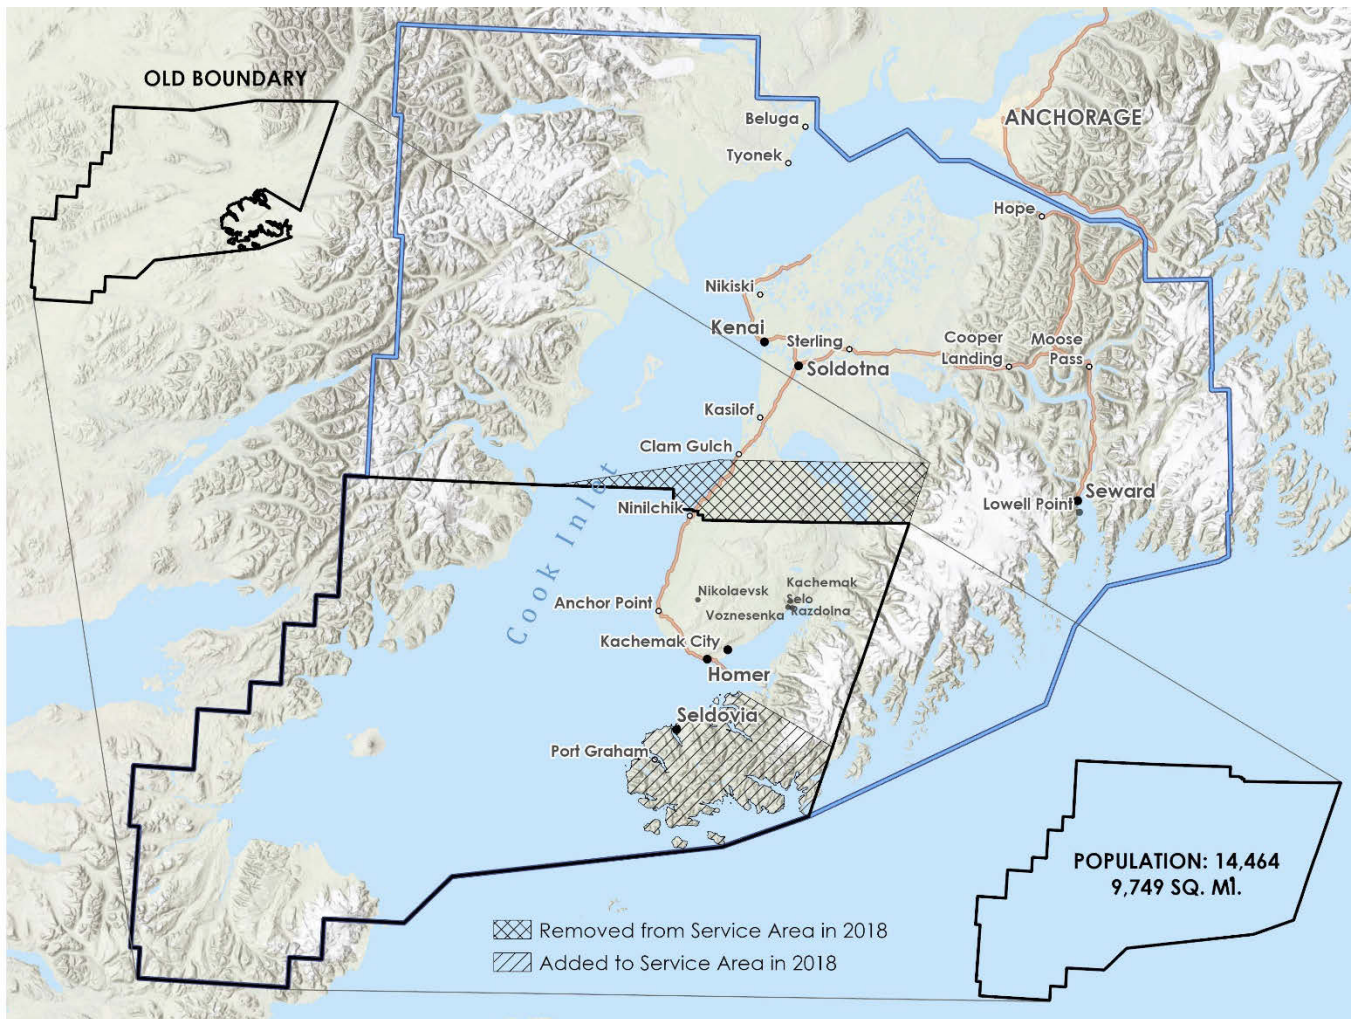 OLD BOUNDARY
Beluga
ANCHORAGE
Tyonek
Hope
Nikiski
Kenai
Sterling
Cooper
Landing
Moose
Pass
Soldotna
Kasilof
Clam Gulch
Cook Inlet
Ninilchik
Seward
Lowell Point
Nikolaevsk
Kachemak
Selo
Voznesenka
Razdolna
Anchor Point
Kachemak City
Homer
Seldovia
Port Graham
POPULATION: 14,464
9,749 SQ. MI.
Removed from Service Area in 2018
Added to Service Area in 2018